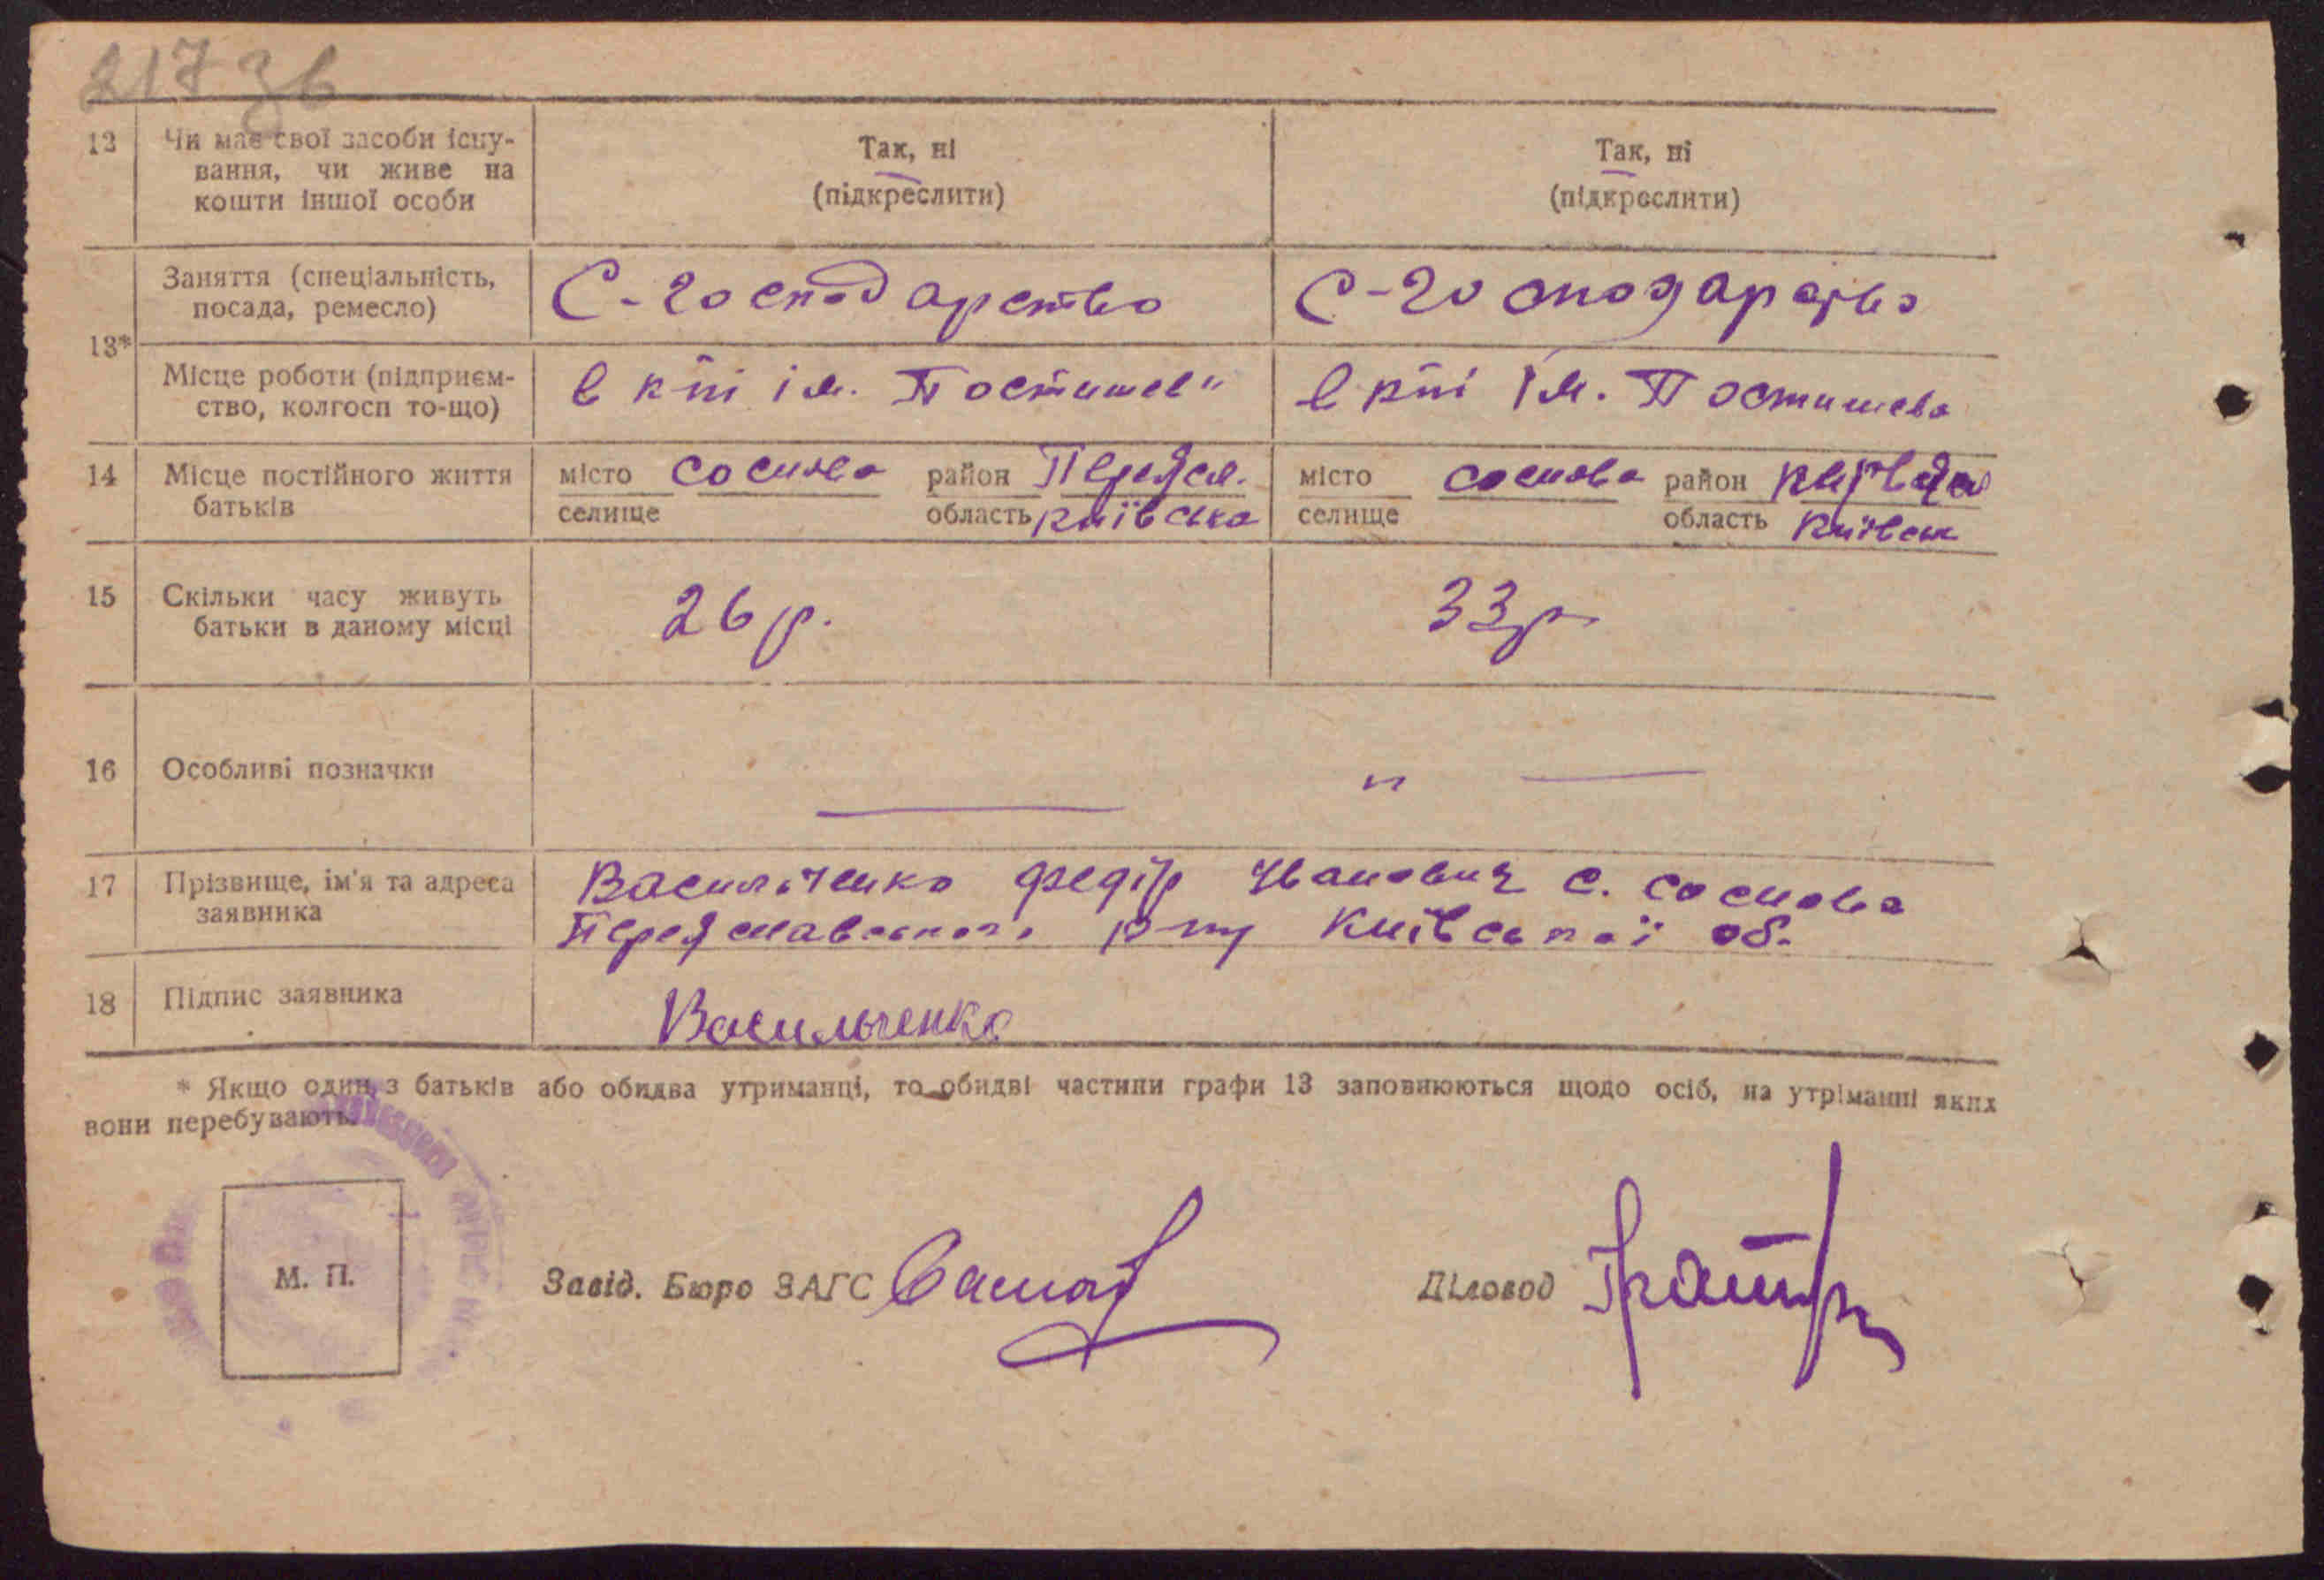 217 зв
12 Чи має свої засоби існу- Так, ні Так, ні
вання, чи живе на (підкреслити) (підкреслити)
кошти іншої особи
Заняття (спеціальність, С-господарство С-господарство
посада, ремесло)
13*
Місце роботи (підприєм- в к-пі ім. Постишев" в к-пі ім. Постишева
ство, колгосп то-що)
14 Місце постійного життя місто Соснова район Переясл. місто Соснова район
батьків селище область Київська селище область Київськ
15 Скільки часу живуть 26 р. 33 р
батьки в даному місці
16 Особливі позначки — " —
17 Прізвище, ім'я та адреса Васильченко Федір Іванович с. Соснова
заявника Переяславського р-ну Київської об.
18 Підпис заявника Васильченко
* Якщо один з батьків або обидва утриманці, то обидві частини графи 13 заповнюються щодо осіб, на утріманні яких
вони перебувають.
М. П. Завід. Бюро ЗАГС Діловод